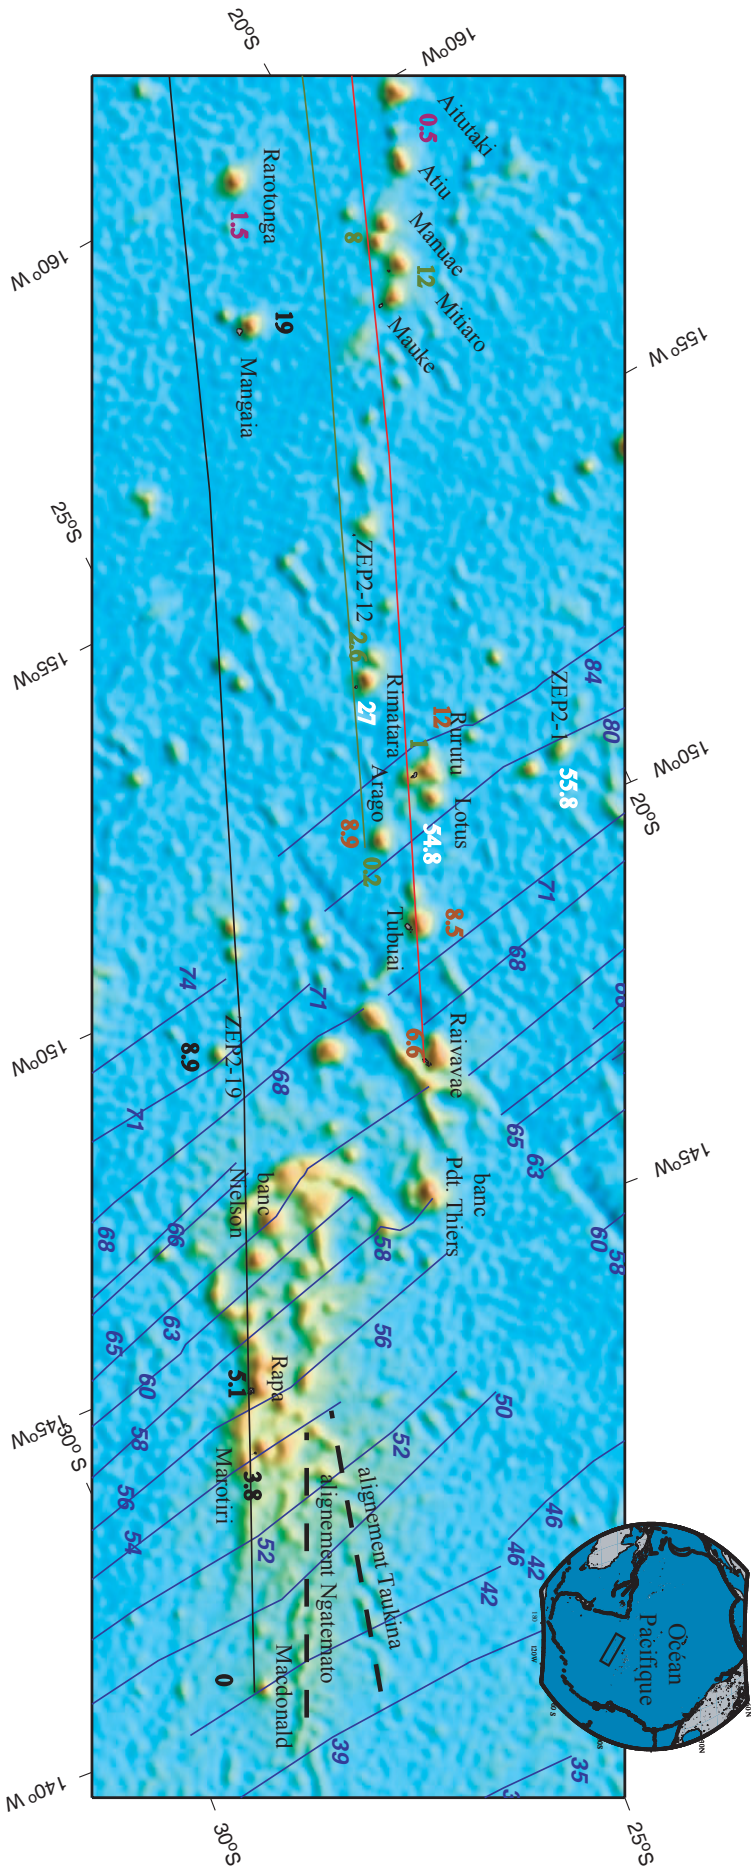 20°S
160°W
Aitutaki
0.5
Atiu
Manuae
12
Mitiaro
Mauke
8
Rarotonga
1.5
160° W
19
Mangaia
155° W
25°S
ZEP2-12
2.6
Rimatara
27
155°W
84
80
ZEP2-1
55.8
150°W
20°S
Rurutu
12
1
Lotus
54.8
Arago
8.9
0.2
8.5
Tubuai
71
68
74
71
150°W
ZEP2-19
8.9
68
71
Raivavae
6.6
65
63
145°W
60
58
banc
Pdt. Thiers
banc
Nielson
58
56
68
66
65
63
60
58
56
54
Rapa
5.1
145°W
30°S
Marotiri
3.8
50
52
52
alignement Taukina
alignement Ngatemato
46
46
42
42
Macdonald
0
39
35
140° W
30°S
25°S
Océan
Pacifique
180
120W